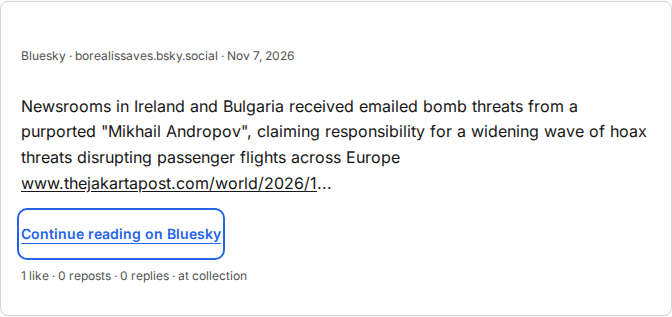 Bluesky · borealissaves.bsky.social · Nov 7, 2026
Newsrooms in Ireland and Bulgaria received emailed bomb threats from a
purported "Mikhail Andropov", claiming responsibility for a widening wave of hoax
threats disrupting passenger flights across Europe
www.thejakartapost.com/world/2026/1...
Continue reading on Bluesky
1 like · 0 reposts · 0 replies · at collection